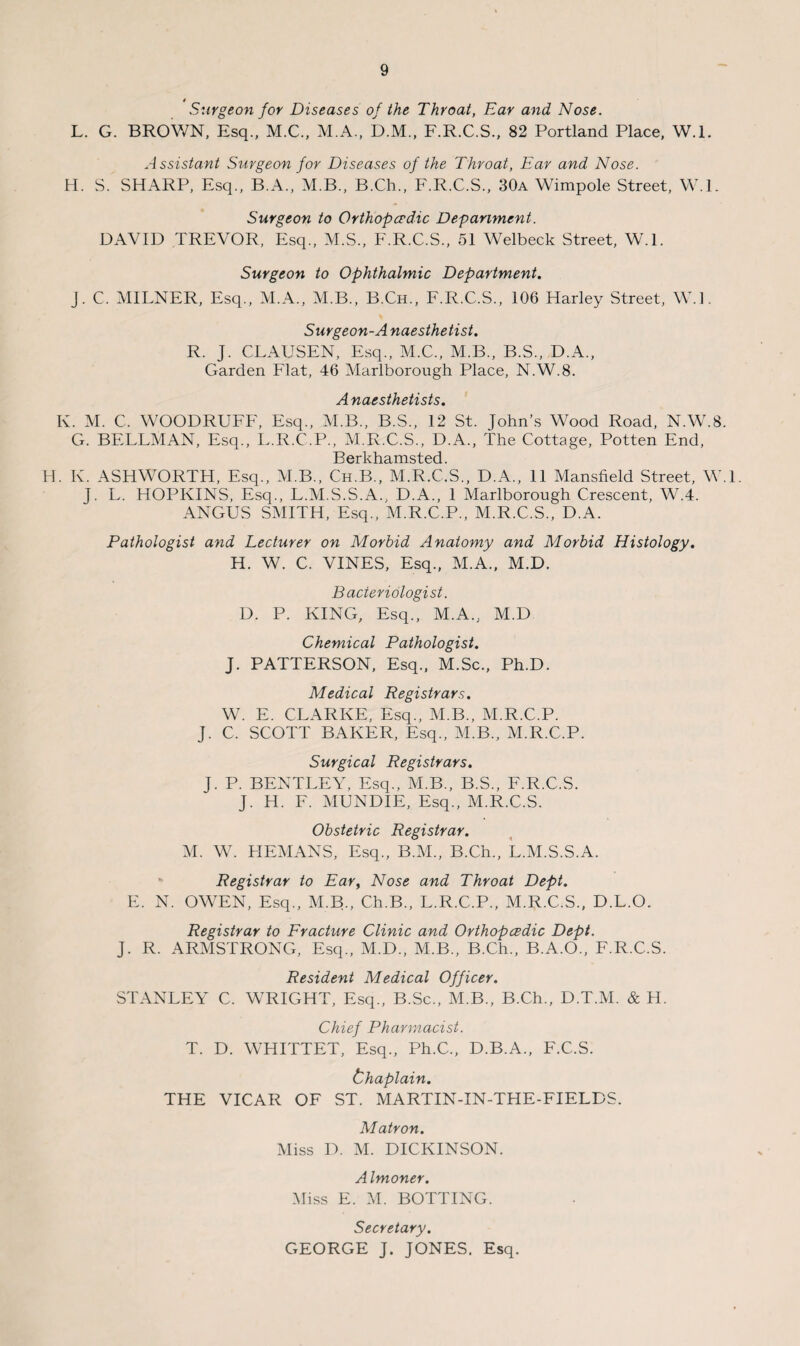 9
Surgeon for Diseases of the Throat, Ear and Nose.
L. G. BROWN, Esq., M.C., M.A., D.M., F.R.C.S., 82 Portland Place, W.1.
Assistant Surgeon for Diseases of the Throat, Ear and Nose.
H. S. SHARP, Esq., B.A., M.B., B.Ch., F.R.C.S., 30A Wimpole Street, W.1.
Surgeon to Orthopædic Department.
DAVID TREVOR, Esq., M.S., F.R.C.S., 51 Welbeck Street, W.1.
Surgeon to Ophthalmic Department.
J. C. MILNER, Esq., M.A., M.B., B.CH., F.R.C.S., 106 Harley Street, W.1.
Surgeon-Anaesthetist.
R. J. CLAUSEN, Esq., M.C., M.B., B.S., D.A.,
Garden Flat, 46 Marlborough Place, N.W.8.
Anaesthetists.
K. M. C. WOODRUFF, Esq., M.B., B.S., 12 St. John's Wood Road, N.W.8.
G. BELLMAN, Esq., L.R.C.P., M.R.C.S., D.A., The Cottage, Potten End,
Berkhamsted.
H. K. ASHWORTH, Esq., M.B., CH.B., M.R.C.S., D.A., 11 Mansfield Street, W.1.
J. L. HOPKINS, Esq., L.M.S.S.A., D.A., 1 Marlborough Crescent, W.4.
ANGUS SMITH, Esq., M.R.C.P., M.R.C.S., D.A.
Pathologist and Lecturer on Morbid Anatomy and Morbid Histology.
H. W. C. VINES, Esq., M.A., M.D.
Bacteriologist.
D. P. KING, Esq., M.A., M.D
Chemical Pathologist.
J. PATTERSON, Esq., M.Sc., Ph.D.
Medical Registrars.
W. E. CLARKE, Esq., M.B., M.R.C.P.
J. C. SCOTT BAKER, Esq., M.B., M.R.C.P.
Surgical Registrars.
J. P. BENTLEY, Esq., M.B., B.S., F.R.C.S.
J. H. F. MUNDIE, Esq., M.R.C.S.
Obstetric Registrar.
M. W. HEMANS, Esq., B.M., B.Ch., L.M.S.S.A.
Registrar to Ear, Nose and Throat Dept.
E. N. OWEN, Esq., M.B., Ch.B., L.R.C.P., M.R.C.S., D.L.O.
Registrar to Fracture Clinic and Orthopædic Dept.
J. R. ARMSTRONG, Esq., M.D., M.B., B.Ch., B.A.O., F.R.C.S.
Resident Medical Officer.
STANLEY C. WRIGHT, Esq., B.Sc., M.B., B.Ch., D.T.M. & H.
Chief Pharmacist.
T. D. WHITTET, Esq., Ph.C., D.B.A., F.C.S.
Chaplain.
THE VICAR OF ST. MARTIN-IN-THE-FIELDS.
Matron.
Miss D. M. DICKINSON.
Almoner.
Miss E. M. BOTTING.
Secretary.
GEORGE J. JONES, Esq.